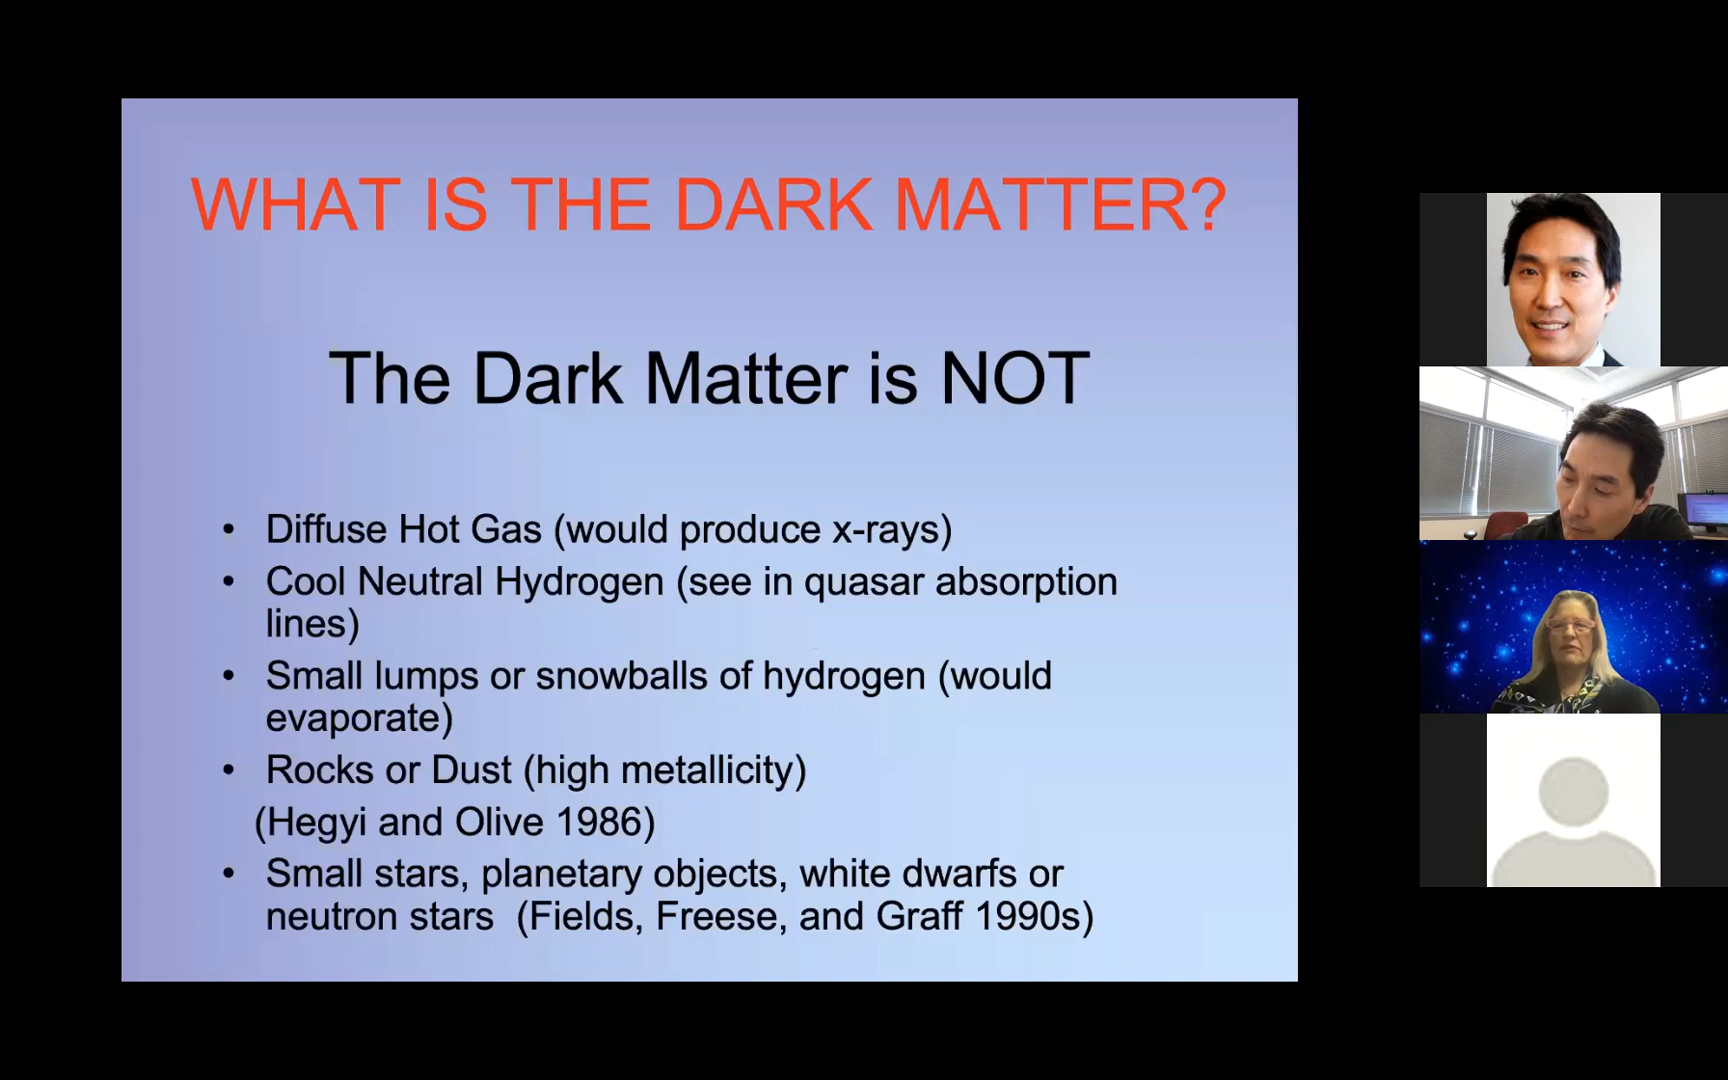 WHAT IS THE DARK MATTER?
The Dark Matter is NOT
• Diffuse Hot Gas (would produce x-rays)
• Cool Neutral Hydrogen (see in quasar absorption
lines)
• Small lumps or snowballs of hydrogen (would
evaporate)
• Rocks or Dust (high metallicity)
(Hegyi and Olive 1986)
• Small stars, planetary objects, white dwarfs or
neutron stars  (Fields, Freese, and Graff 1990s)